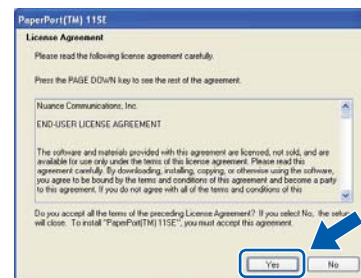 PaperPort(TM) 11SE
License Agreement
Please read the following license agreement carefully.
Press the PAGE DOWN key to see the rest of the agreement.
Nuance Communications, Inc.
END-USER LICENSE AGREEMENT
The software and materials provided with this agreement are licensed, not sold, and are
available for use only under the terms of this license agreement. Please read this
agreement carefully. By downloading, installing, copying, or otherwise using the software,
you agree to be bound by the terms and conditions of this agreement and become a party
to this agreement. If you do not agree with all of the terms and conditions of this
Do you accept all the terms of the preceding License Agreement? If you select No, the setup
will close. To install "PaperPort(TM) 11SE", you must accept this agreement.
Yes
No